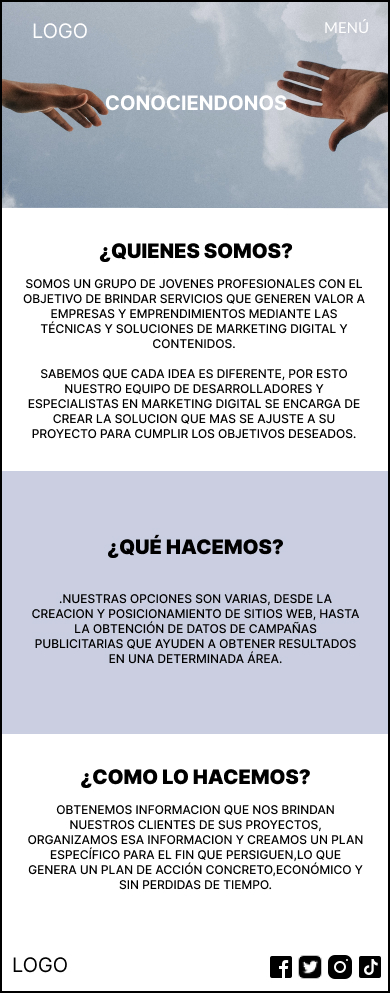 LOGO
MENÚ
CONOCIENDONOS
¿QUIENES SOMOS?
SOMOS UN GRUPO DE JOVENES PROFESIONALES CON EL
OBJETIVO DE BRINDAR SERVICIOS QUE GENEREN VALOR A
EMPRESAS Y EMPRENDIMIENTOS MEDIANTE LAS
TÉCNICAS Y SOLUCIONES DE MARKETING DIGITAL Y
CONTENIDOS.
SABEMOS QUE CADA IDEA ES DIFERENTE, POR ESTO
NUESTRO EQUIPO DE DESARROLLADORES Y
ESPECIALISTAS EN MARKETING DIGITAL SE ENCARGA DE
CREAR LA SOLUCION QUE MAS SE AJUSTE A SU
PROYECTO PARA CUMPLIR LOS OBJETIVOS DESEADOS.
¿QUÉ HACEMOS?
.NUESTRAS OPCIONES SON VARIAS, DESDE LA
CREACION Y POSICIONAMIENTO DE SITIOS WEB, HASTA
LA OBTENCIÓN DE DATOS DE CAMPAÑAS
PUBLICITARIAS QUE AYUDEN A OBTENER RESULTADOS
EN UNA DETERMINADA ÁREA.
¿COMO LO HACEMOS?
OBTENEMOS INFORMACION QUE NOS BRINDAN
NUESTROS CLIENTES DE SUS PROYECTOS,
ORGANIZAMOS ESA INFORMACION Y CREAMOS UN PLAN
ESPECÍFICO PARA EL FIN QUE PERSIGUEN,LO QUE
GENERA UN PLAN DE ACCIÓN CONCRETO,ECONÓMICO Y
SIN PERDIDAS DE TIEMPO.
LOGO